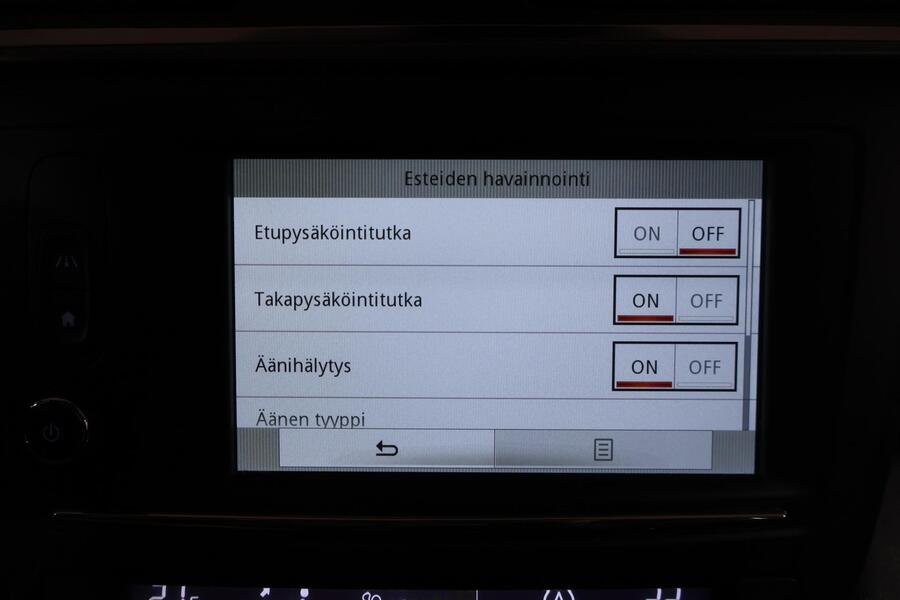 Esteiden havainnointi
Etupysäköintitutka ON OFF
Takapysäköintitutka ON OFF
Äänihälytys ON OFF
Äänen tyyppi